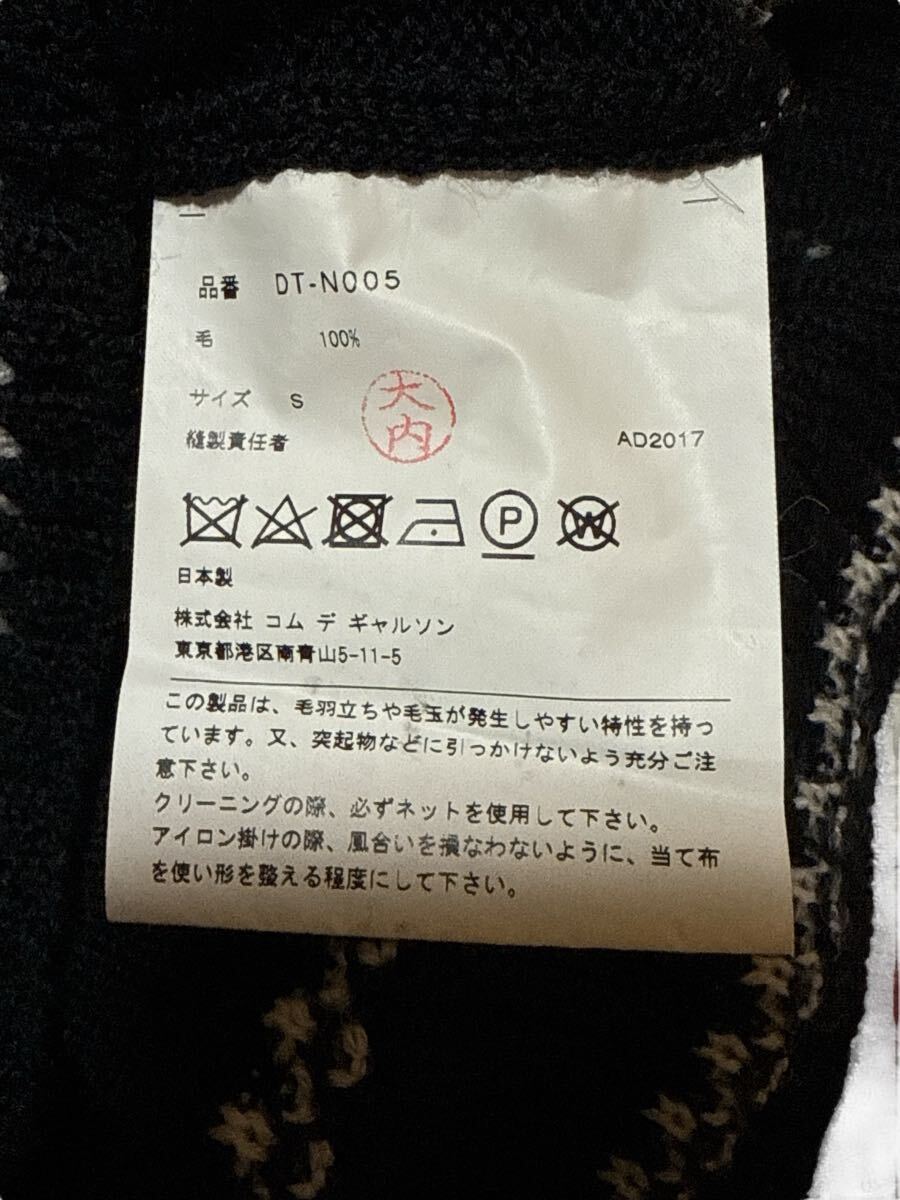 品番 DT-N005
毛 100%
サイズ S
大内
縫製責任者 AD2017
P W
日本製
株式会社 コム デ ギャルソン
東京都港区南青山5-11-5
この製品は、毛羽立ちや毛玉が発生しやすい特性を持っ
ています。又、突起物などに引っかけないよう充分ご注
意下さい。
クリーニングの際、必ずネットを使用して下さい。
アイロン掛けの際、風合いを損なわないように、当て布
を使い形を整える程度にして下さい。